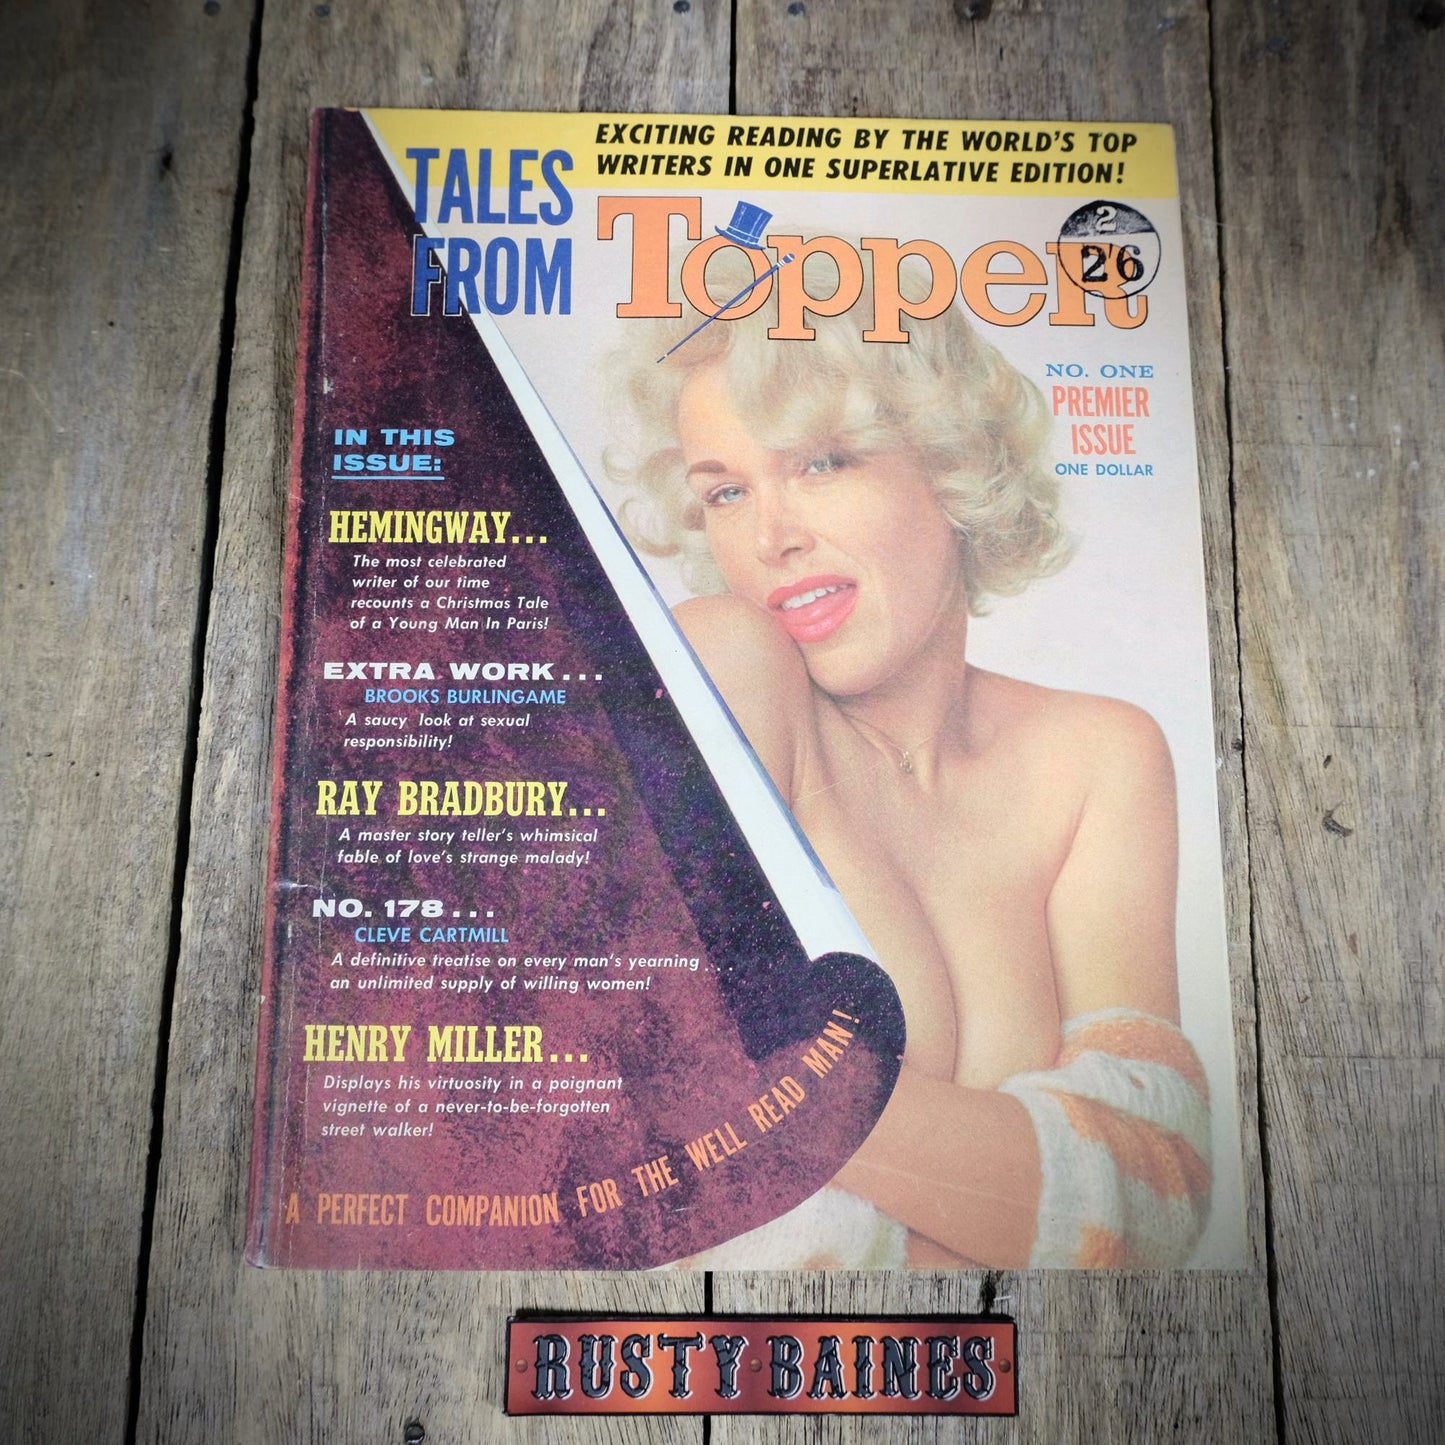 EXCITING READING BY THE WORLD'S TOP
WRITERS IN ONE SUPERLATIVE EDITION!
TALES
FROM
Topper
2
2'6
NO. ONE
PREMIER
ISSUE
ONE DOLLAR
IN THIS
ISSUE:
HEMINGWAY...
The most celebrated
writer of our time
recounts a Christmas Tale
of a Young Man In Paris!
EXTRA WORK...
BROOKS BURLINGAME
A saucy look at sexual
responsibility!
RAY BRADBURY...
A master story teller's whimsical
fable of love's strange malady!
NO. 178...
CLEVE CARTMILL
A definitive treatise on every man's yearning...
an unlimited supply of willing women!
HENRY MILLER...
Displays his virtuosity in a poignant
vignette of a never-to-be-forgotten
street walker!
A PERFECT COMPANION FOR THE WELL READ MAN!
RUSTY BAINES